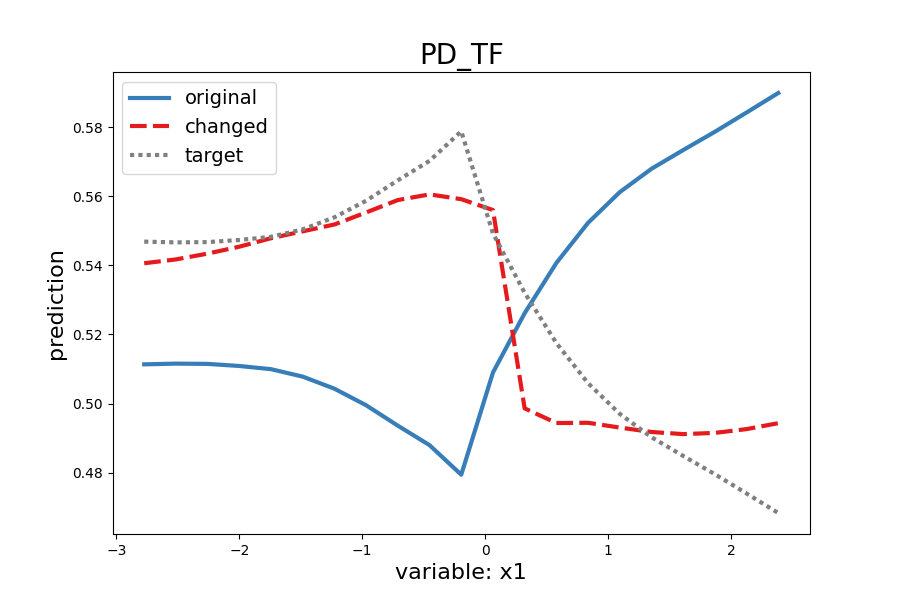 PD_TF
original
changed
target
prediction
0.58
0.56
0.54
0.52
0.50
0.48
−3
−2
−1
0
1
2
variable: x1